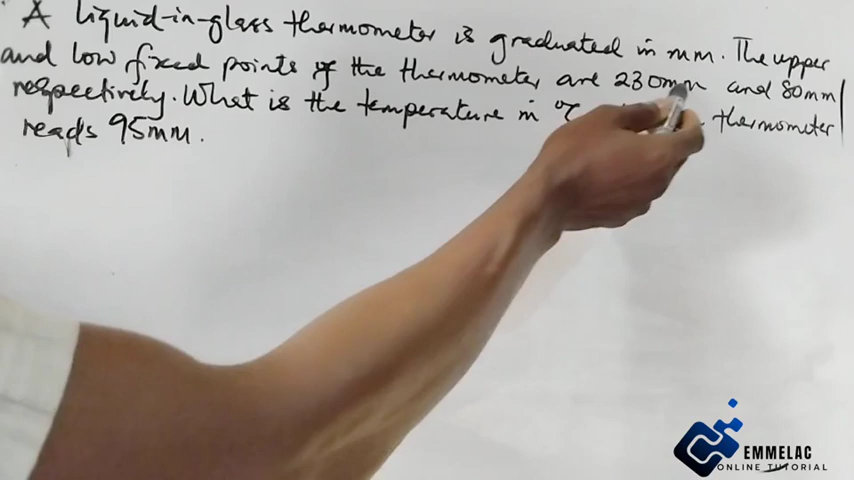 A liquid-in-glass thermometer is graduated in mm. The upper
and low fixed points of the thermometer are 230mm and 80mm
respectively. What is the temperature in °C thermometer
reads 95mm.
EMMELAC
ONLINE TUTORIAL